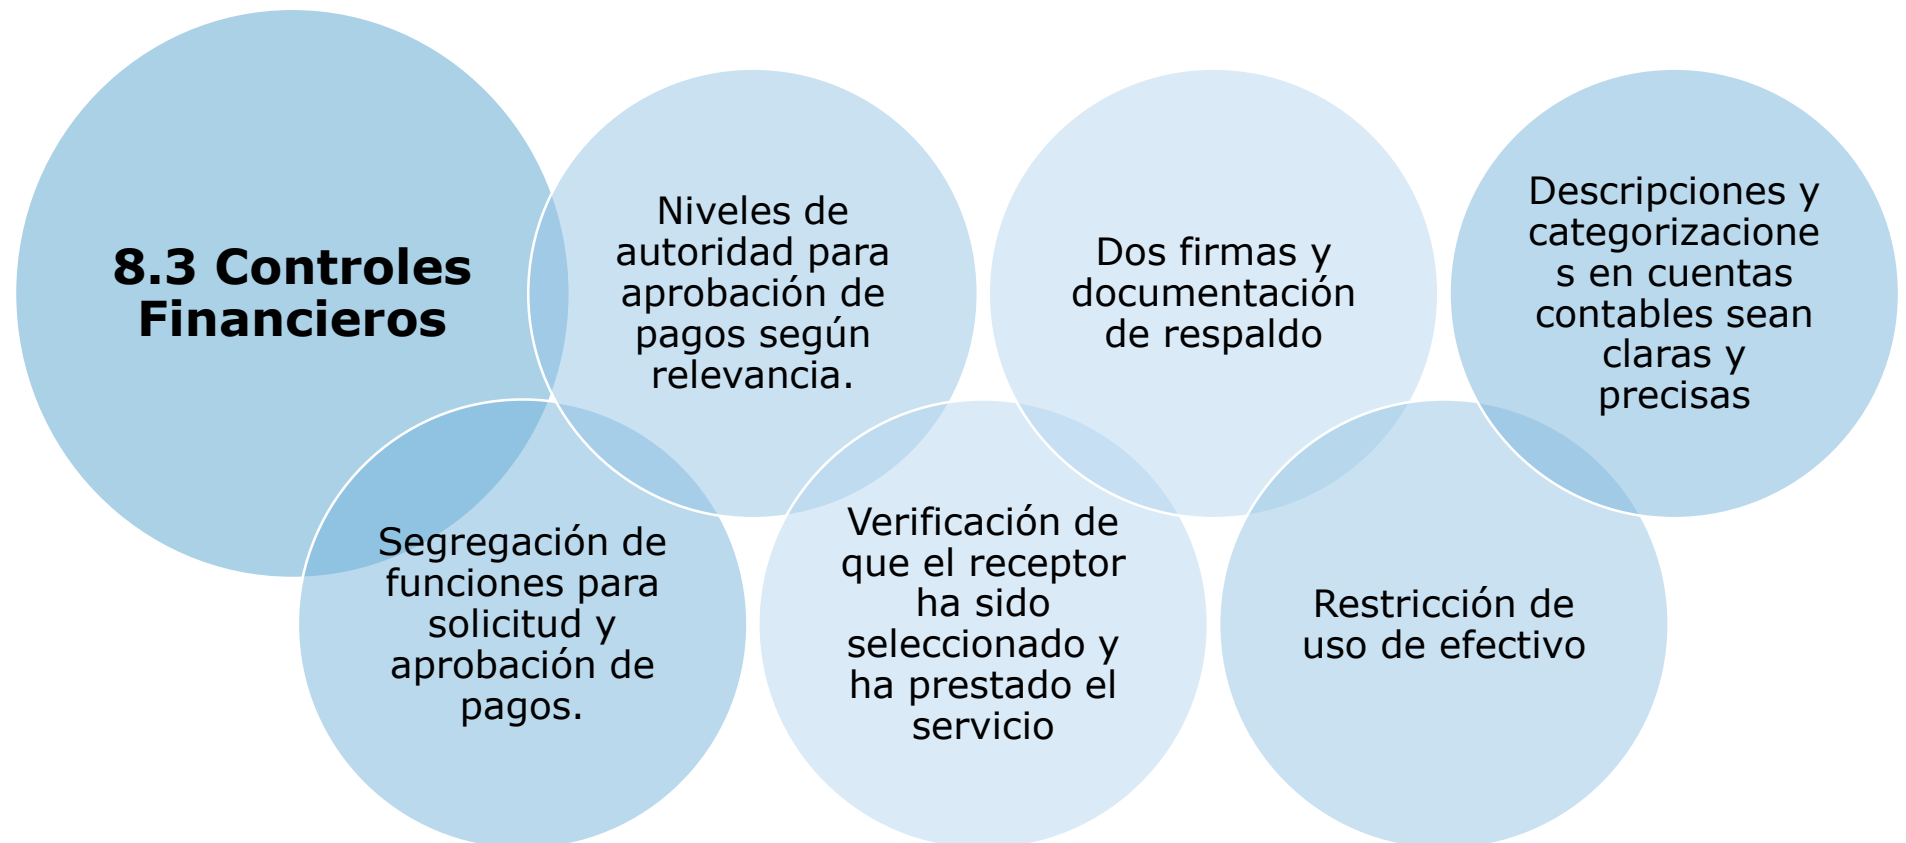 8.3 Controles
Financieros
Segregación de
funciones para
solicitud y
aprobación de
pagos.
Niveles de
autoridad para
aprobación de
pagos según
relevancia.
Verificación de
que el receptor
ha sido
seleccionado y
ha prestado el
servicio
Dos firmas y
documentación
de respaldo
Restricción de
uso de efectivo
Descripciones y
categorizacione
s en cuentas
contables sean
claras y
precisas